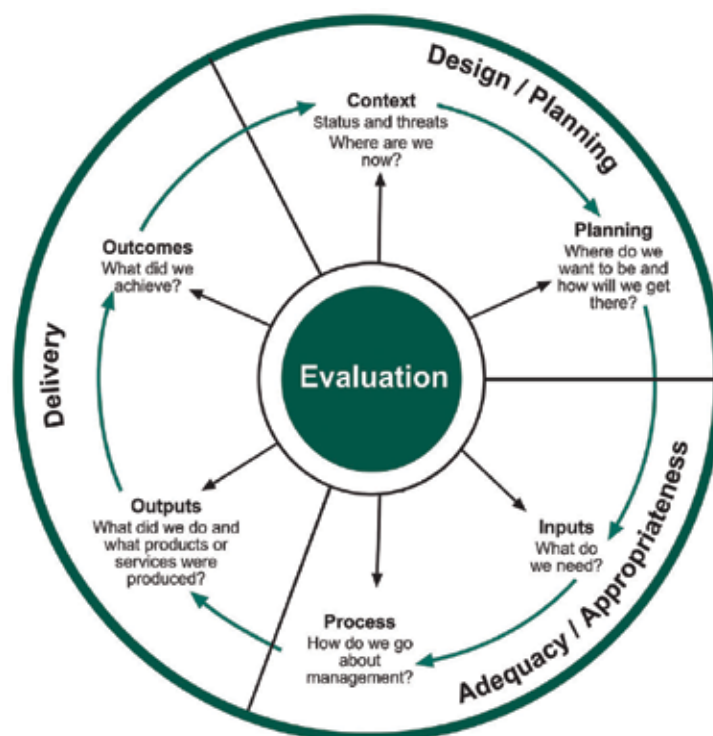 Design / Planning
Context
Status and threats
Where are we
now?
Planning
Where do we
want to be and
how will we get
there?
Outcomes
What did we
achieve?
Delivery
Evaluation
Outputs
What did we do and
what products or
services were
produced?
Inputs
What do
we need?
Process
How do we go
about
management?
Adequacy / Appropriateness